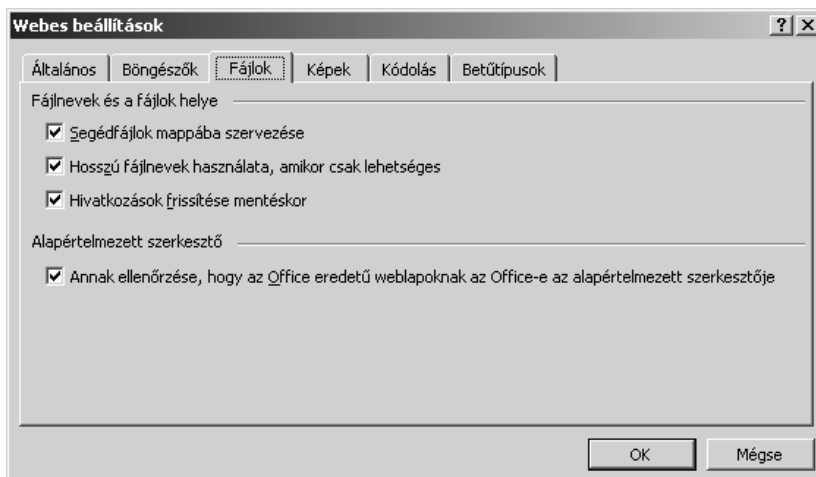 Webes beállítások
Általános Böngészők Fájlok Képek Kódolás Betűtípusok
Fájlnevek és a fájlok helye
Segédfájlok mappába szervezése
Hosszú fájlnevek használata, amikor csak lehetséges
Hivatkozások frissítése mentéskor
Alapértelmezett szerkesztő
Annak ellenőrzése, hogy az Office eredetű weblapoknak az Office-e az alapértelmezett szerkesztője
OK Mégse